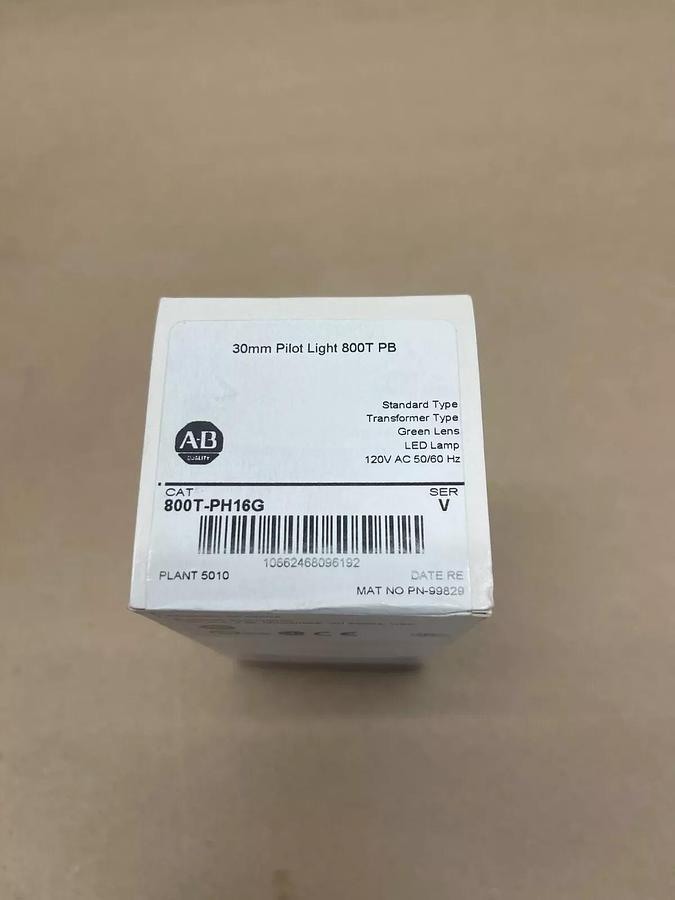 30mm Pilot Light 800T PB
Standard Type
Transformer Type
Green Lens
LED Lamp
120V AC 50/60 Hz
A-B
QUALITY
CAT
SER
800T-PH16G
V
10662468096192
PLANT 5010
DATE RE
MAT NO PN-99829
CE